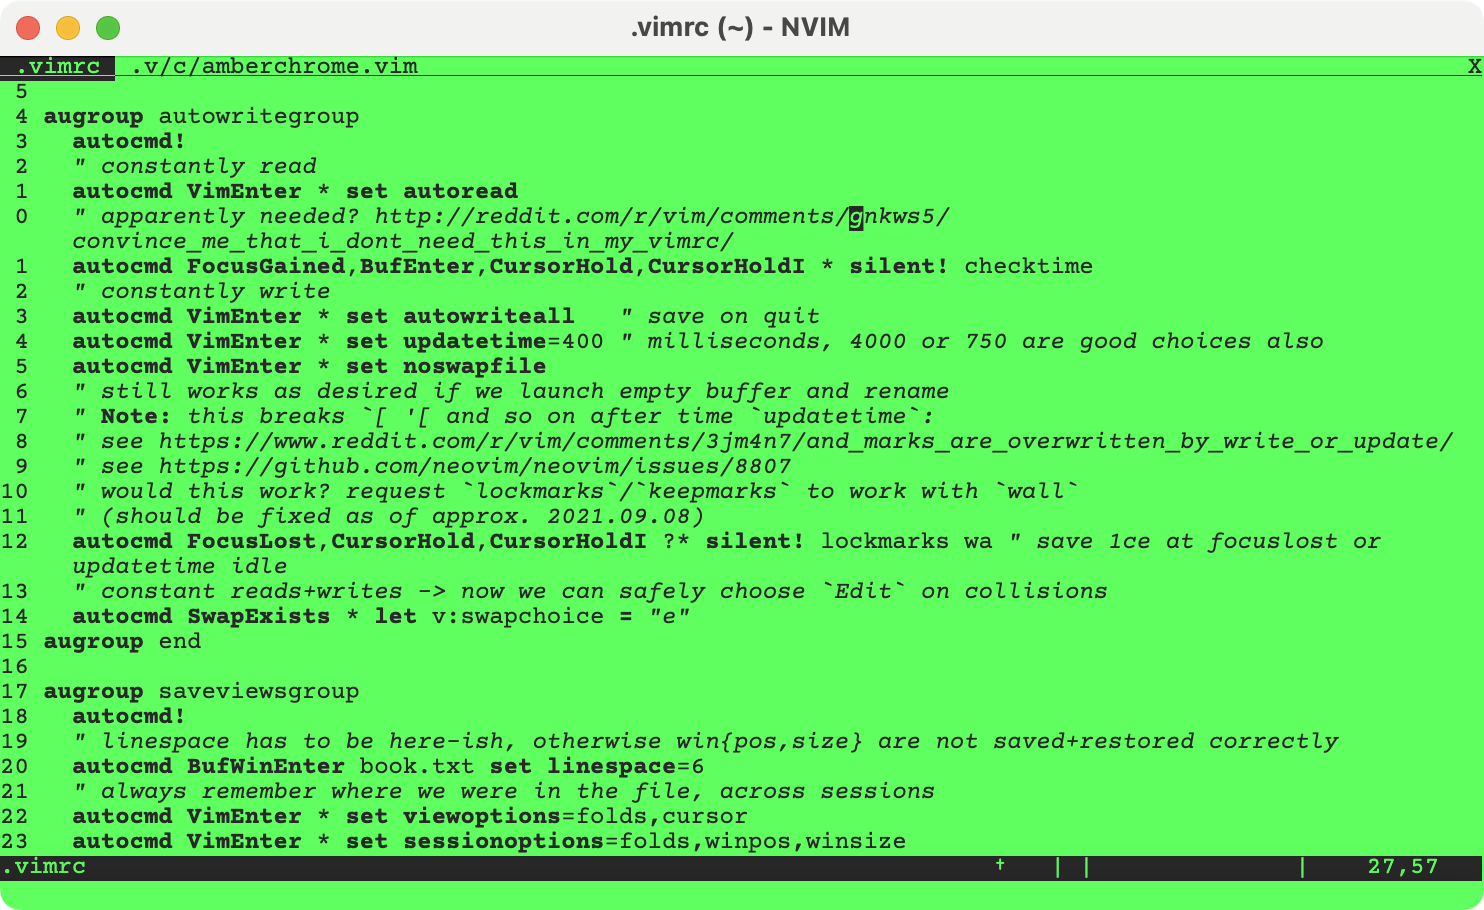 .vimrc (~) - NVIM
.vimrc  .v/c/amberchrome.vim X
5
4 augroup autowritegroup
3   autocmd!
2   " constantly read
1   autocmd VimEnter * set autoread
0   " apparently needed? http://reddit.com/r/vim/comments/gnkws5/
convince_me_that_i_dont_need_this_in_my_vimrc/
1   autocmd FocusGained,BufEnter,CursorHold,CursorHoldI * silent! checktime
2   " constantly write
3   autocmd VimEnter * set autowriteall   " save on quit
4   autocmd VimEnter * set updatetime=400 " milliseconds, 4000 or 750 are good choices also
5   autocmd VimEnter * set noswapfile
6   " still works as desired if we launch empty buffer and rename
7   " Note: this breaks `[ '[ and so on after time `updatetime`:
8   " see https://www.reddit.com/r/vim/comments/3jm4n7/and_marks_are_overwritten_by_write_or_update/
9   " see https://github.com/neovim/neovim/issues/8807
10   " would this work? request `lockmarks`/`keepmarks` to work with `wall`
11   " (should be fixed as of approx. 2021.09.08)
12   autocmd FocusLost,CursorHold,CursorHoldI ?* silent! lockmarks wa " save 1ce at focuslost or
updatetime idle
13   " constant reads+writes -> now we can safely choose `Edit` on collisions
14   autocmd SwapExists * let v:swapchoice = "e"
15 augroup end
16
17 augroup saveviewsgroup
18   autocmd!
19   " linespace has to be here-ish, otherwise win{pos,size} are not saved+restored correctly
20   autocmd BufWinEnter book.txt set linespace=6
21   " always remember where we were in the file, across sessions
22   autocmd VimEnter * set viewoptions=folds,cursor
23   autocmd VimEnter * set sessionoptions=folds,winpos,winsize
.vimrc † | | | 27,57